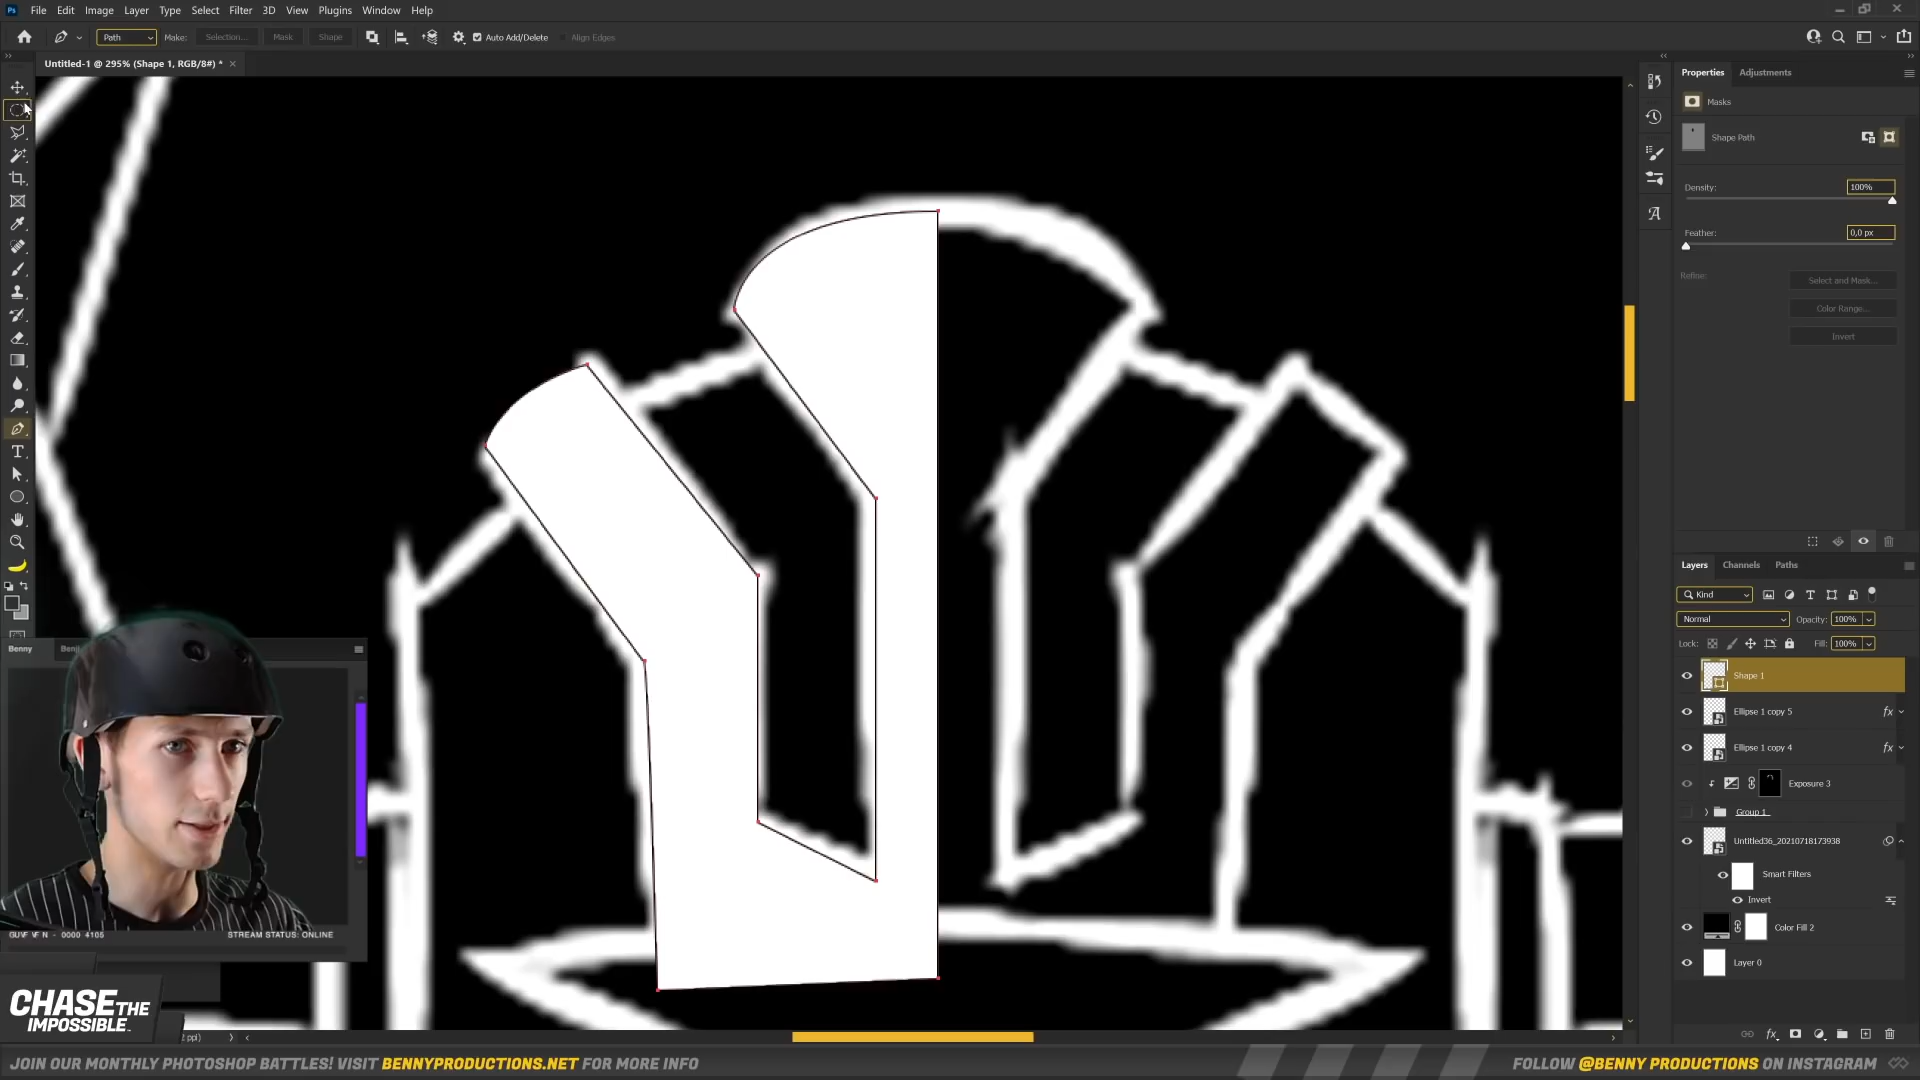 Ps File Edit Image Layer Type Select Filter 3D View Plugins Window Help
Path Make: Selection... Mask Shape Auto Add/Delete Align Edges
Untitled-1 @ 295% (Shape 1, RGB/8#) * ×
Properties Adjustments
Masks
Shape Path
Density: 100%
Feather: 0,0 px
Refine: Select and Mask...
Color Range...
Invert
Layers Channels Paths
Kind
Normal Opacity: 100%
Lock: Fill: 100%
Shape 1
Ellipse 1 copy 5 fx
Ellipse 1 copy 4 fx
Exposure 3
Group 1
Untitled36_20210718173938
Smart Filters
Invert
Color Fill 2
Layer 0
Benny
STREAM STATUS: ONLINE
CHASE THE
IMPOSSIBLE
ppi)
JOIN OUR MONTHLY PHOTOSHOP BATTLES! VISIT BENNYPRODUCTIONS.NET FOR MORE INFO
FOLLOW @BENNY PRODUCTIONS ON INSTAGRAM